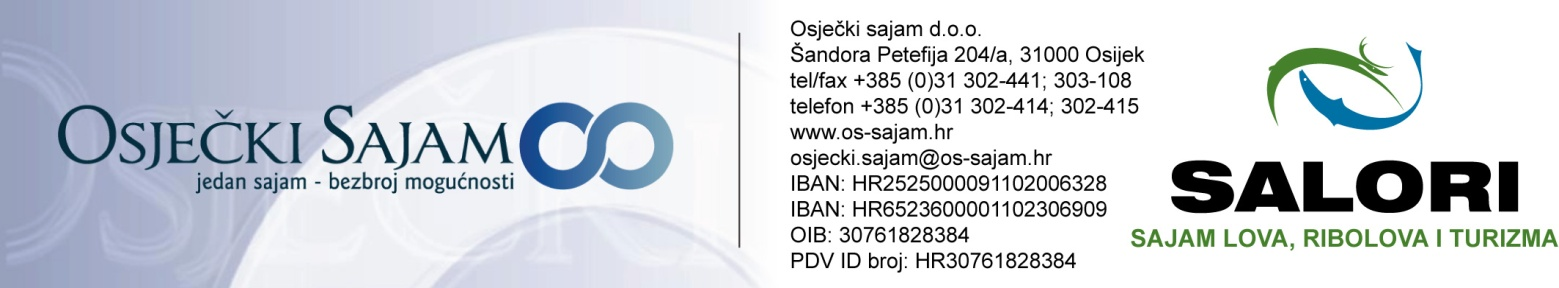 OSJEČKI SAJAM
jedan sajam - bezbroj mogućnosti
Osječki sajam d.o.o.
Šandora Petefija 204/a, 31000 Osijek
tel/fax +385 (0)31 302-441; 303-108
telefon +385 (0)31 302-414; 302-415
www.os-sajam.hr
osjecki.sajam@os-sajam.hr
IBAN: HR2525000091102006328
IBAN: HR6523600001102306909
OIB: 30761828384
PDV ID broj: HR30761828384
SALORI
SAJAM LOVA, RIBOLOVA I TURIZMA